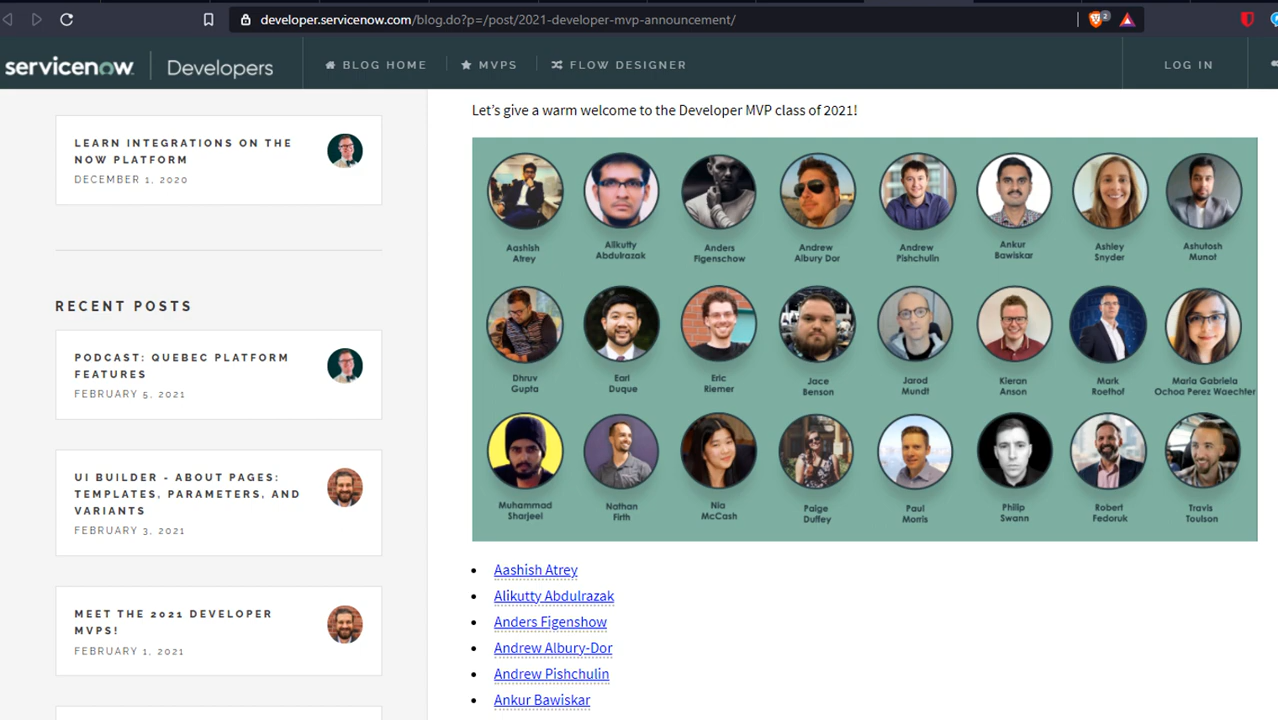 developer.servicenow.com/blog.do?p=/post/2021-developer-mvp-announcement/
2
servicenow
Developers
BLOG HOME
MVPS
FLOW DESIGNER
LOG IN
LEARN INTEGRATIONS ON THE
NOW PLATFORM
DECEMBER 1, 2020
RECENT POSTS
PODCAST: QUEBEC PLATFORM
FEATURES
FEBRUARY 5, 2021
UI BUILDER - ABOUT PAGES:
TEMPLATES, PARAMETERS, AND
VARIANTS
FEBRUARY 3, 2021
MEET THE 2021 DEVELOPER
MVPS!
FEBRUARY 1, 2021
Let's give a warm welcome to the Developer MVP class of 2021!
Aashish
Atrey
Alikutty
Abdulrazak
Anders
Figenschow
Andrew
Albury Dor
Andrew
Pishchulin
Ankur
Bawiskar
Ashley
Snyder
Ashutosh
Munot
Dhruv
Gupta
Earl
Duque
Eric
Riemer
Jace
Benson
Jarod
Mundt
Kieran
Anson
Mark
Roethof
Maria Gabriela
Ochoa Perez Waechter
Muhammad
Sharjeel
Nathan
Firth
Nia
McCash
Paige
Duffey
Paul
Morris
Philip
Swann
Robert
Fedoruk
Travis
Toulson
Aashish Atrey
Alikutty Abdulrazak
Anders Figenshow
Andrew Albury-Dor
Andrew Pishchulin
Ankur Bawiskar